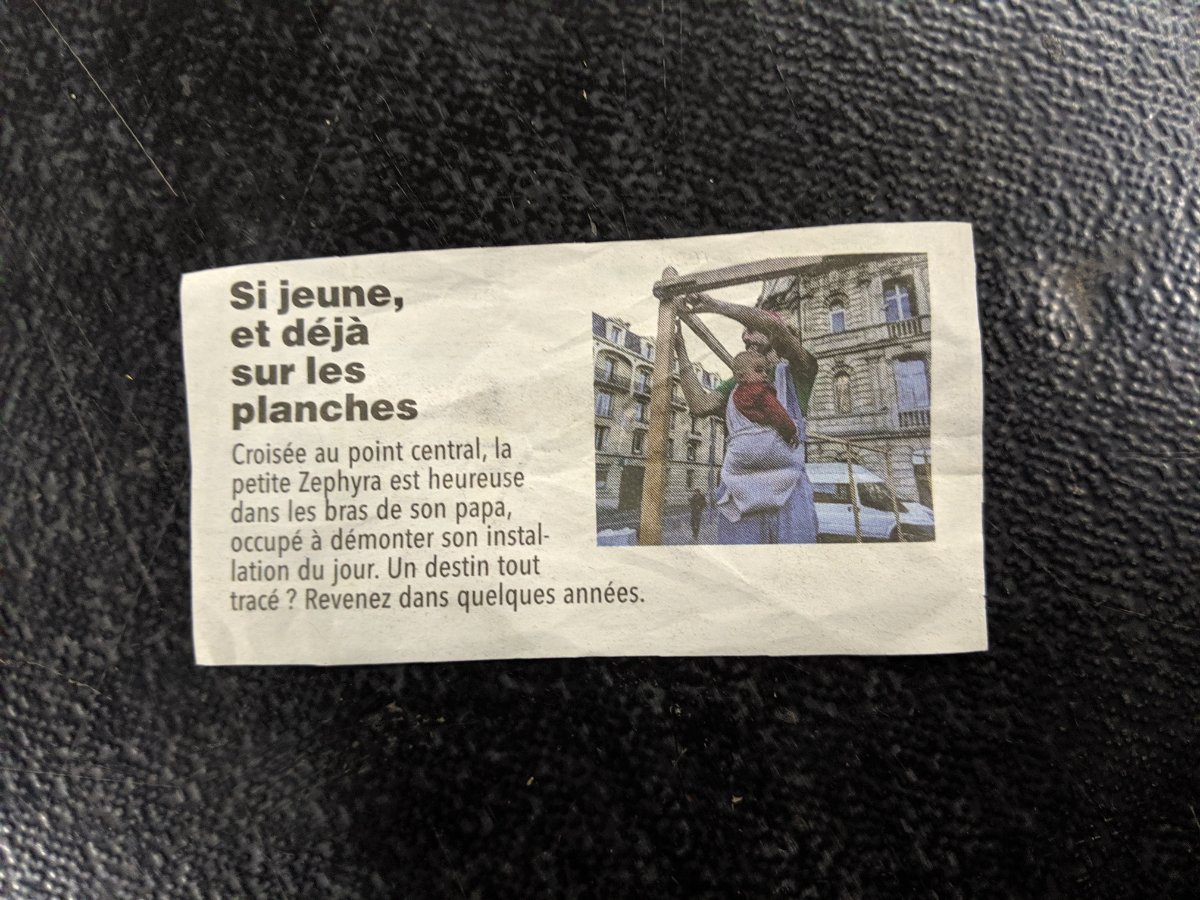 Si jeune,
et déjà
sur les
planches
Croisée au point central, la
petite Zephyra est heureuse
dans les bras de son papa,
occupé à démonter son instal-
lation du jour. Un destin tout
tracé ? Revenez dans quelques années.